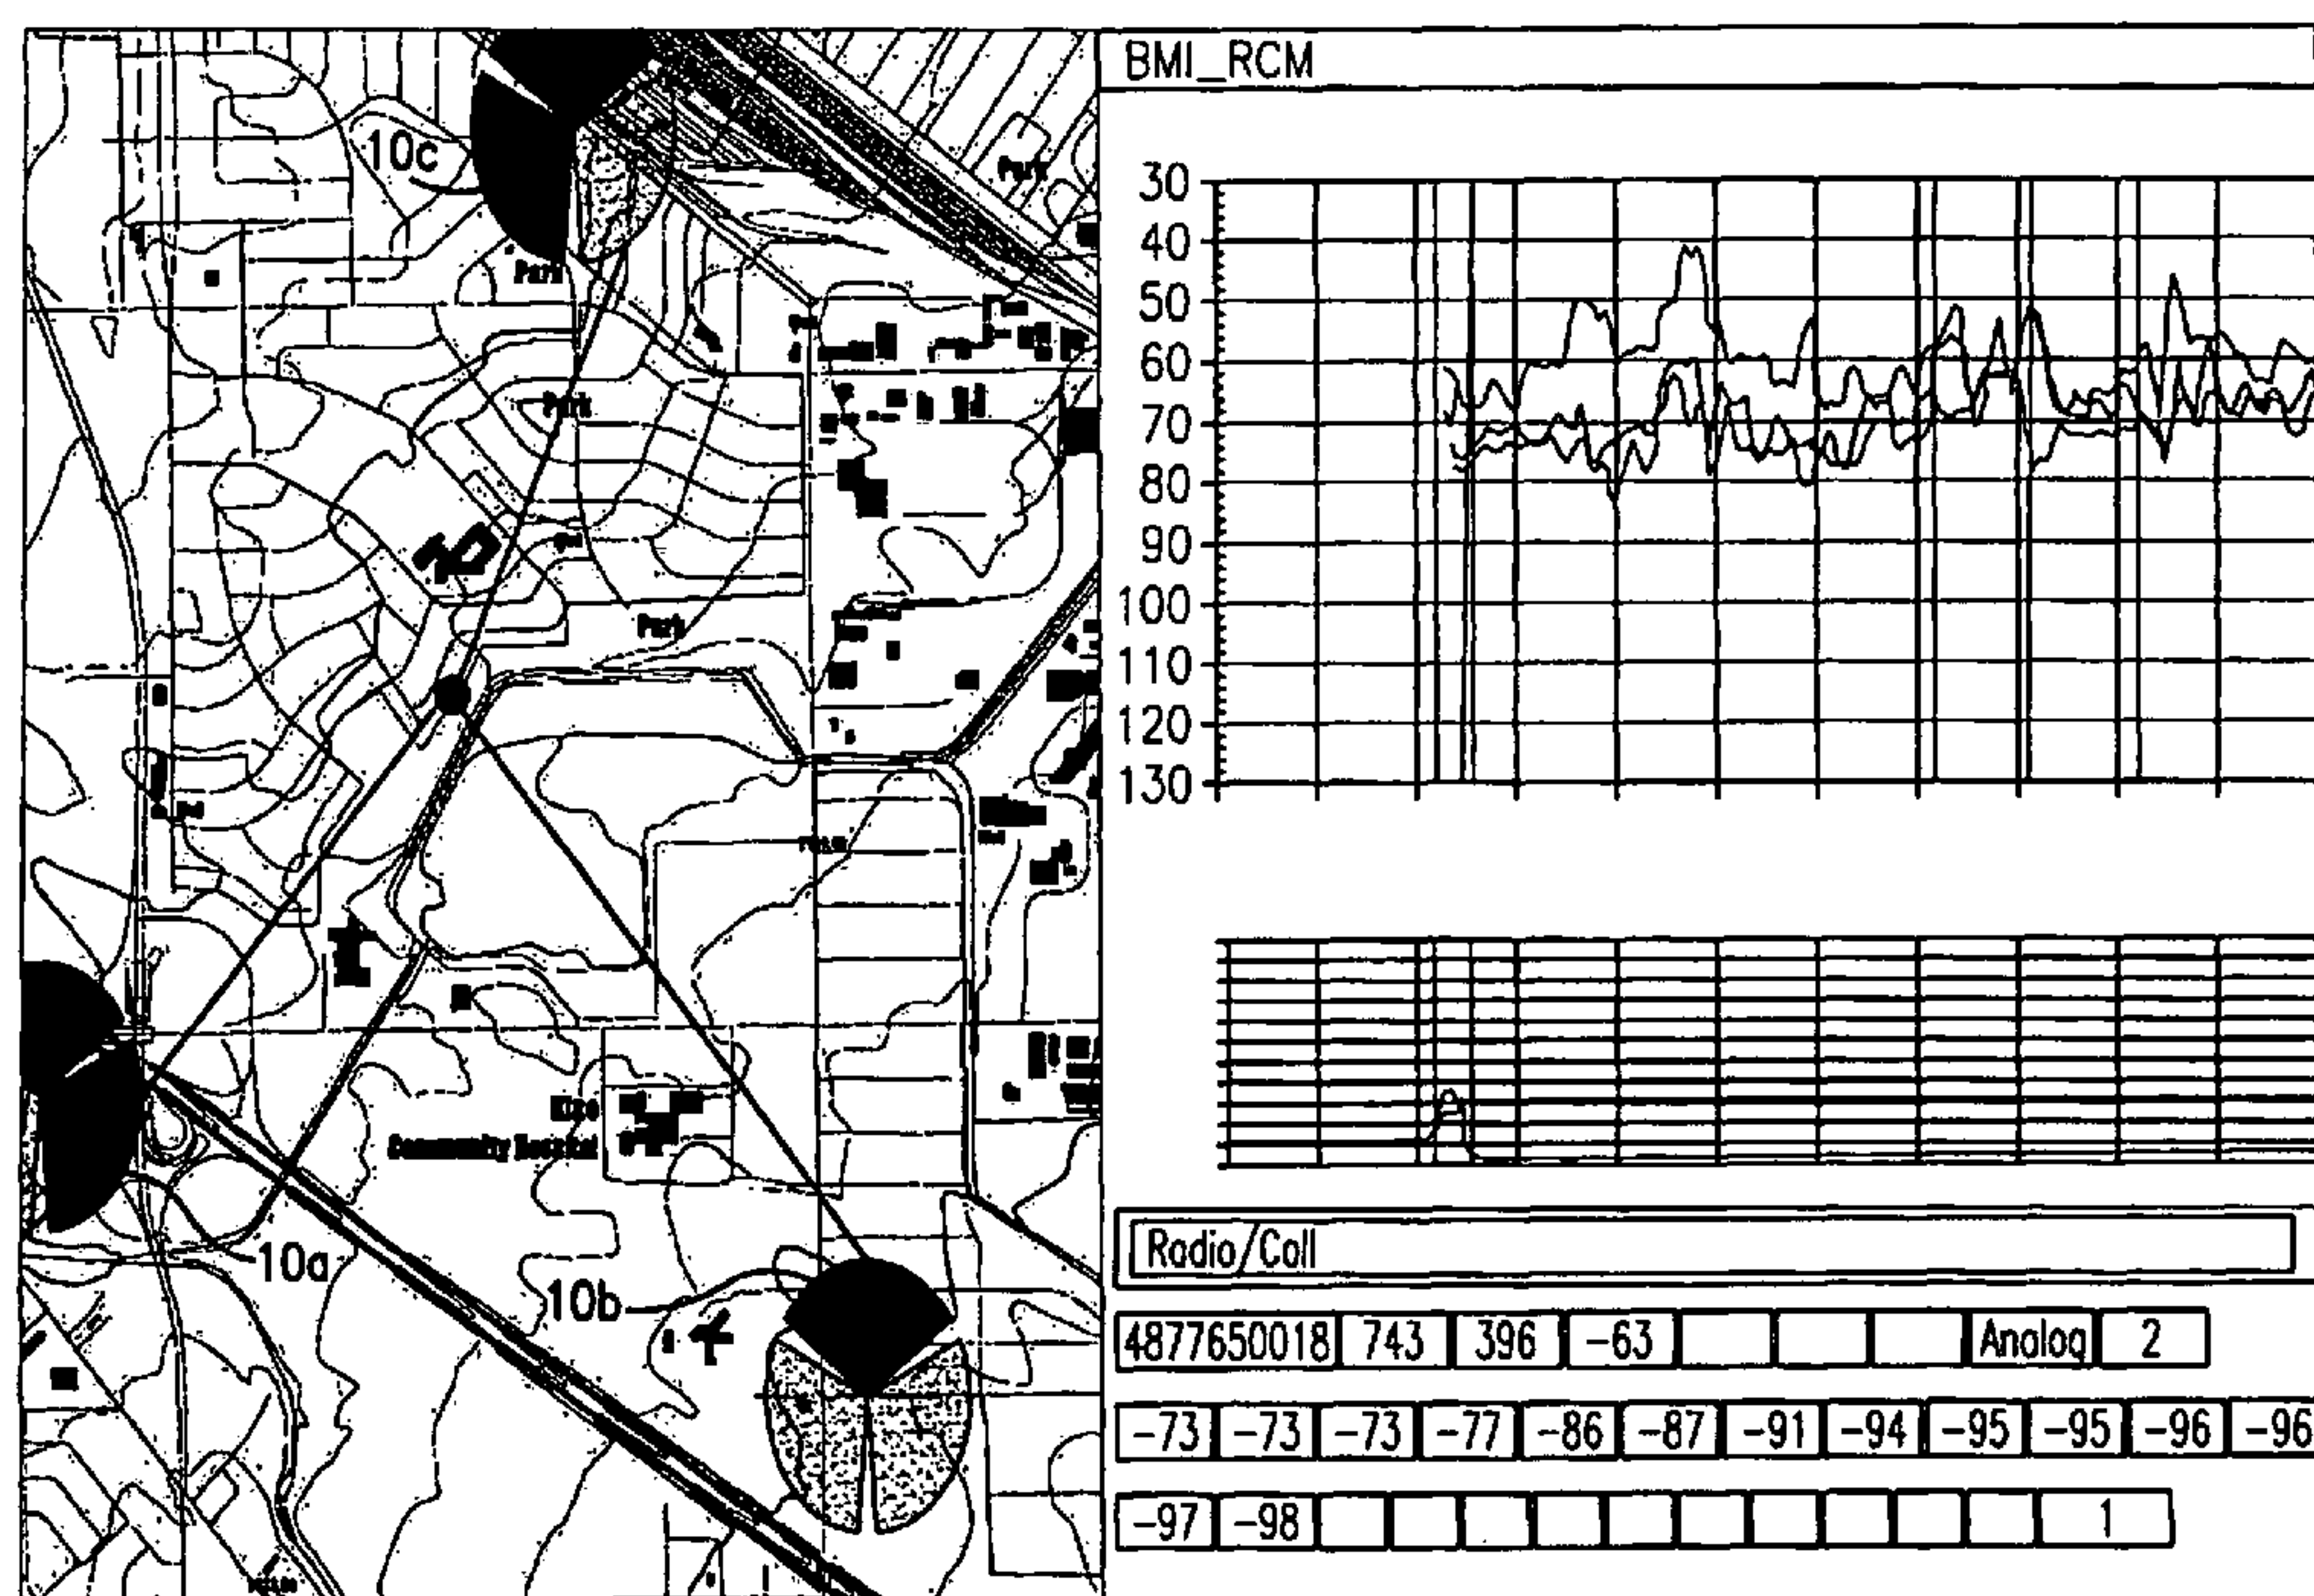 BMI_RCM
10c
Park
30
40
50
60
70
80
90
100
110
120
130
Park
Park
Park
10a
10b
Community Hospital
Radio/Call
4877650018 743 396 -63 Analog 2
-73 -73 -73 -77 -86 -87 -91 -94 -95 -95 -96 -96
-97 -98 1